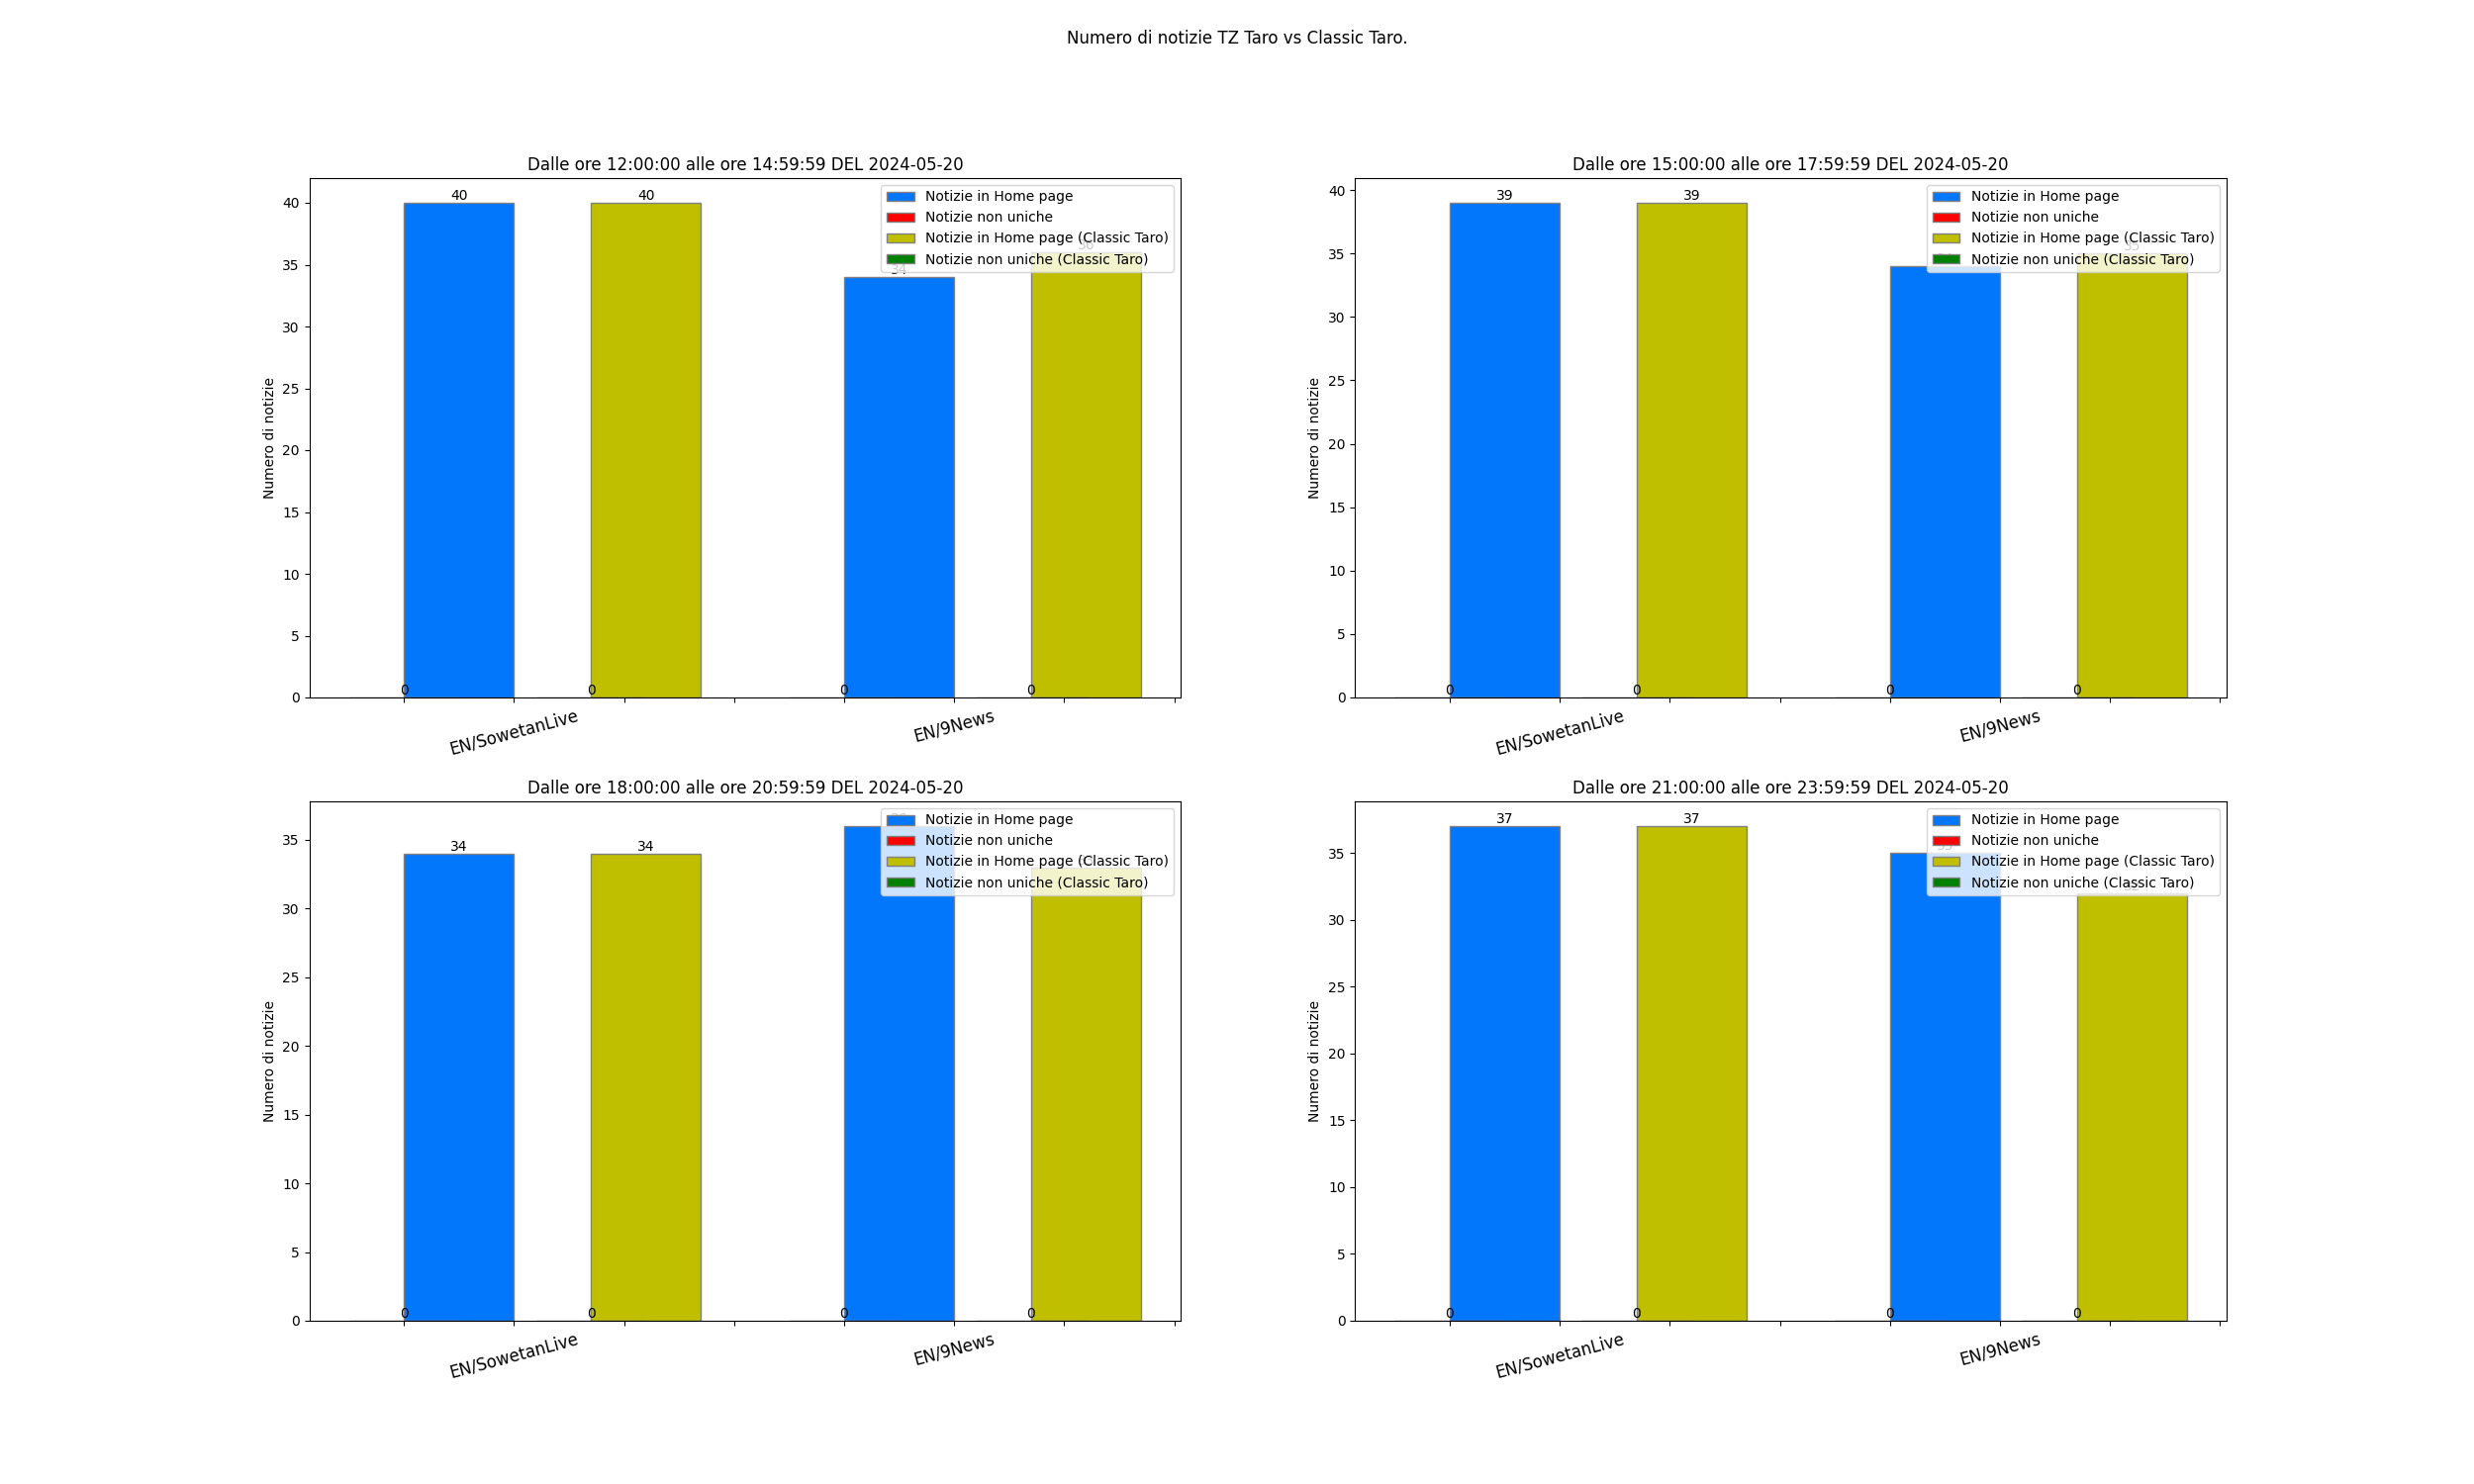 Numero di notizie TZ Taro vs Classic Taro.
Dalle ore 12:00:00 alle ore 14:59:59 DEL 2024-05-20
Numero di notizie
40
35
30
25
20
15
10
5
0
40
40
34
36
0
0
0
0
Notizie in Home page
Notizie non uniche
Notizie in Home page (Classic Taro)
Notizie non uniche (Classic Taro)
EN/SowetanLive
EN/9News
Dalle ore 15:00:00 alle ore 17:59:59 DEL 2024-05-20
Numero di notizie
40
35
30
25
20
15
10
5
0
39
39
35
0
0
0
0
Notizie in Home page
Notizie non uniche
Notizie in Home page (Classic Taro)
Notizie non uniche (Classic Taro)
EN/SowetanLive
EN/9News
Dalle ore 18:00:00 alle ore 20:59:59 DEL 2024-05-20
Numero di notizie
35
30
25
20
15
10
5
0
34
34
0
0
0
0
Notizie in Home page
Notizie non uniche
Notizie in Home page (Classic Taro)
Notizie non uniche (Classic Taro)
EN/SowetanLive
EN/9News
Dalle ore 21:00:00 alle ore 23:59:59 DEL 2024-05-20
Numero di notizie
35
30
25
20
15
10
5
0
37
37
35
0
0
0
0
Notizie in Home page
Notizie non uniche
Notizie in Home page (Classic Taro)
Notizie non uniche (Classic Taro)
EN/SowetanLive
EN/9News